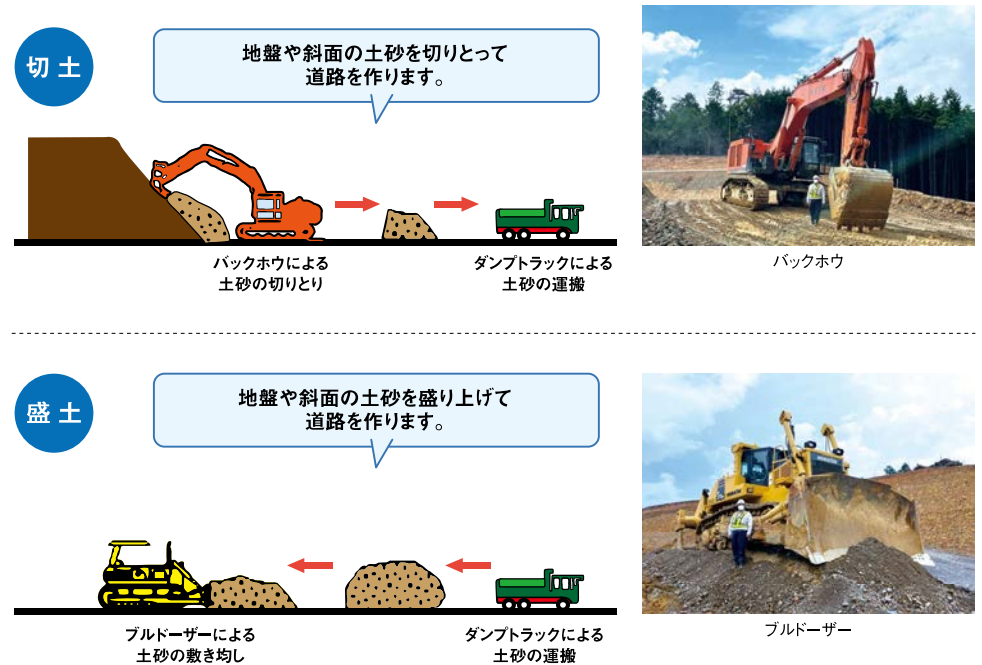 切土
地盤や斜面の土砂を切りとって
道路を作ります。
バックホウによる
土砂の切りとり
ダンプトラックによる
土砂の運搬
バックホウ
盛土
地盤や斜面の土砂を盛り上げて
道路を作ります。
ブルドーザーによる
土砂の敷き均し
ダンプトラックによる
土砂の運搬
ブルドーザー